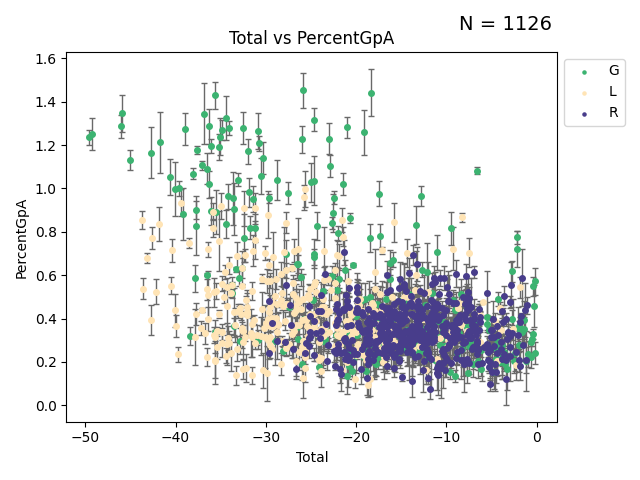 N = 1126
Total vs PercentGpA
G
L
R
1.6
1.4
1.2
1.0
0.8
0.6
0.4
0.2
0.0
PercentGpA
−50 −40 −30 −20 −10 0
Total